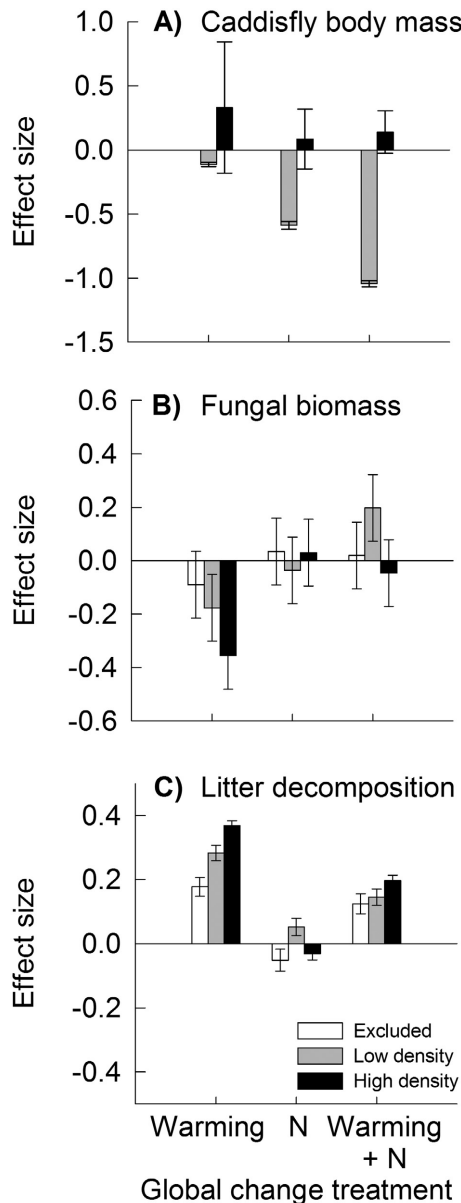 A) Caddisfly body mass
1.0
0.5
0.0
-0.5
-1.0
-1.5
Effect size
B) Fungal biomass
0.6
0.4
0.2
0.0
-0.2
-0.4
-0.6
Effect size
C) Litter decomposition
0.4
0.2
0.0
-0.2
-0.4
Effect size
Excluded
Low density
High density
Warming N Warming
+ N
Global change treatment